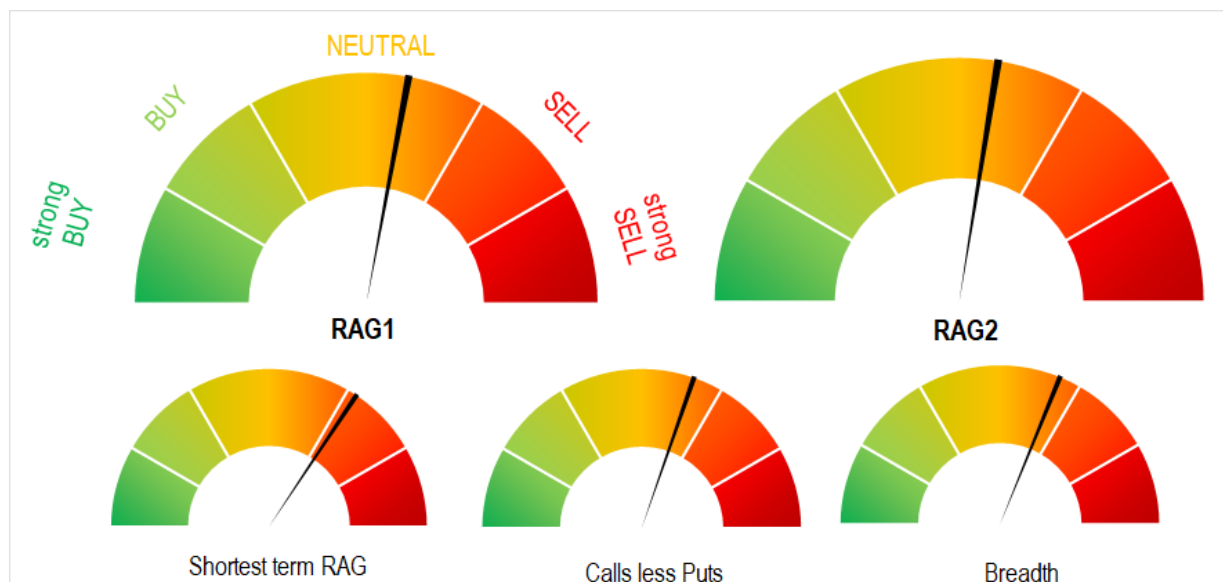 NEUTRAL
BUY
SELL
strong
BUY
strong
SELL
RAG1
RAG2
Shortest term RAG
Calls less Puts
Breadth